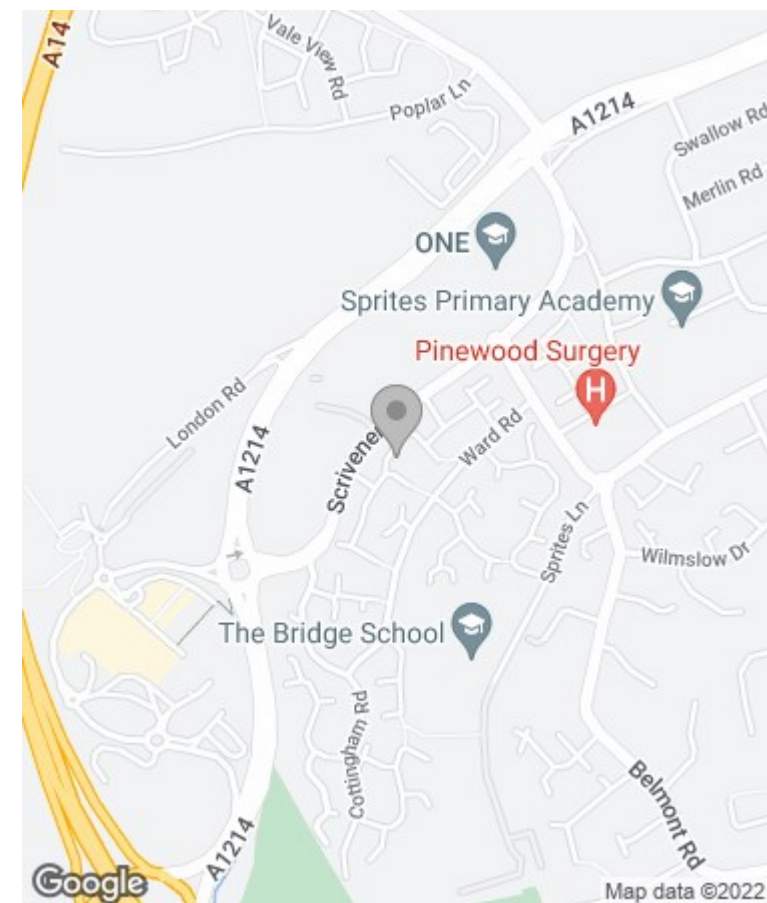 A14
Vale View Rd
Poplar Ln
A1214
Swallow Rd
Merlin Rd
ONE
Sprites Primary Academy
Pinewood Surgery
H
London Rd
A1214
Scrivener
Ward Rd
Sprites Ln
Wilmslow Dr
The Bridge School
Cottingham Rd
Belmont Rd
A1214
Google
Map data ©2022